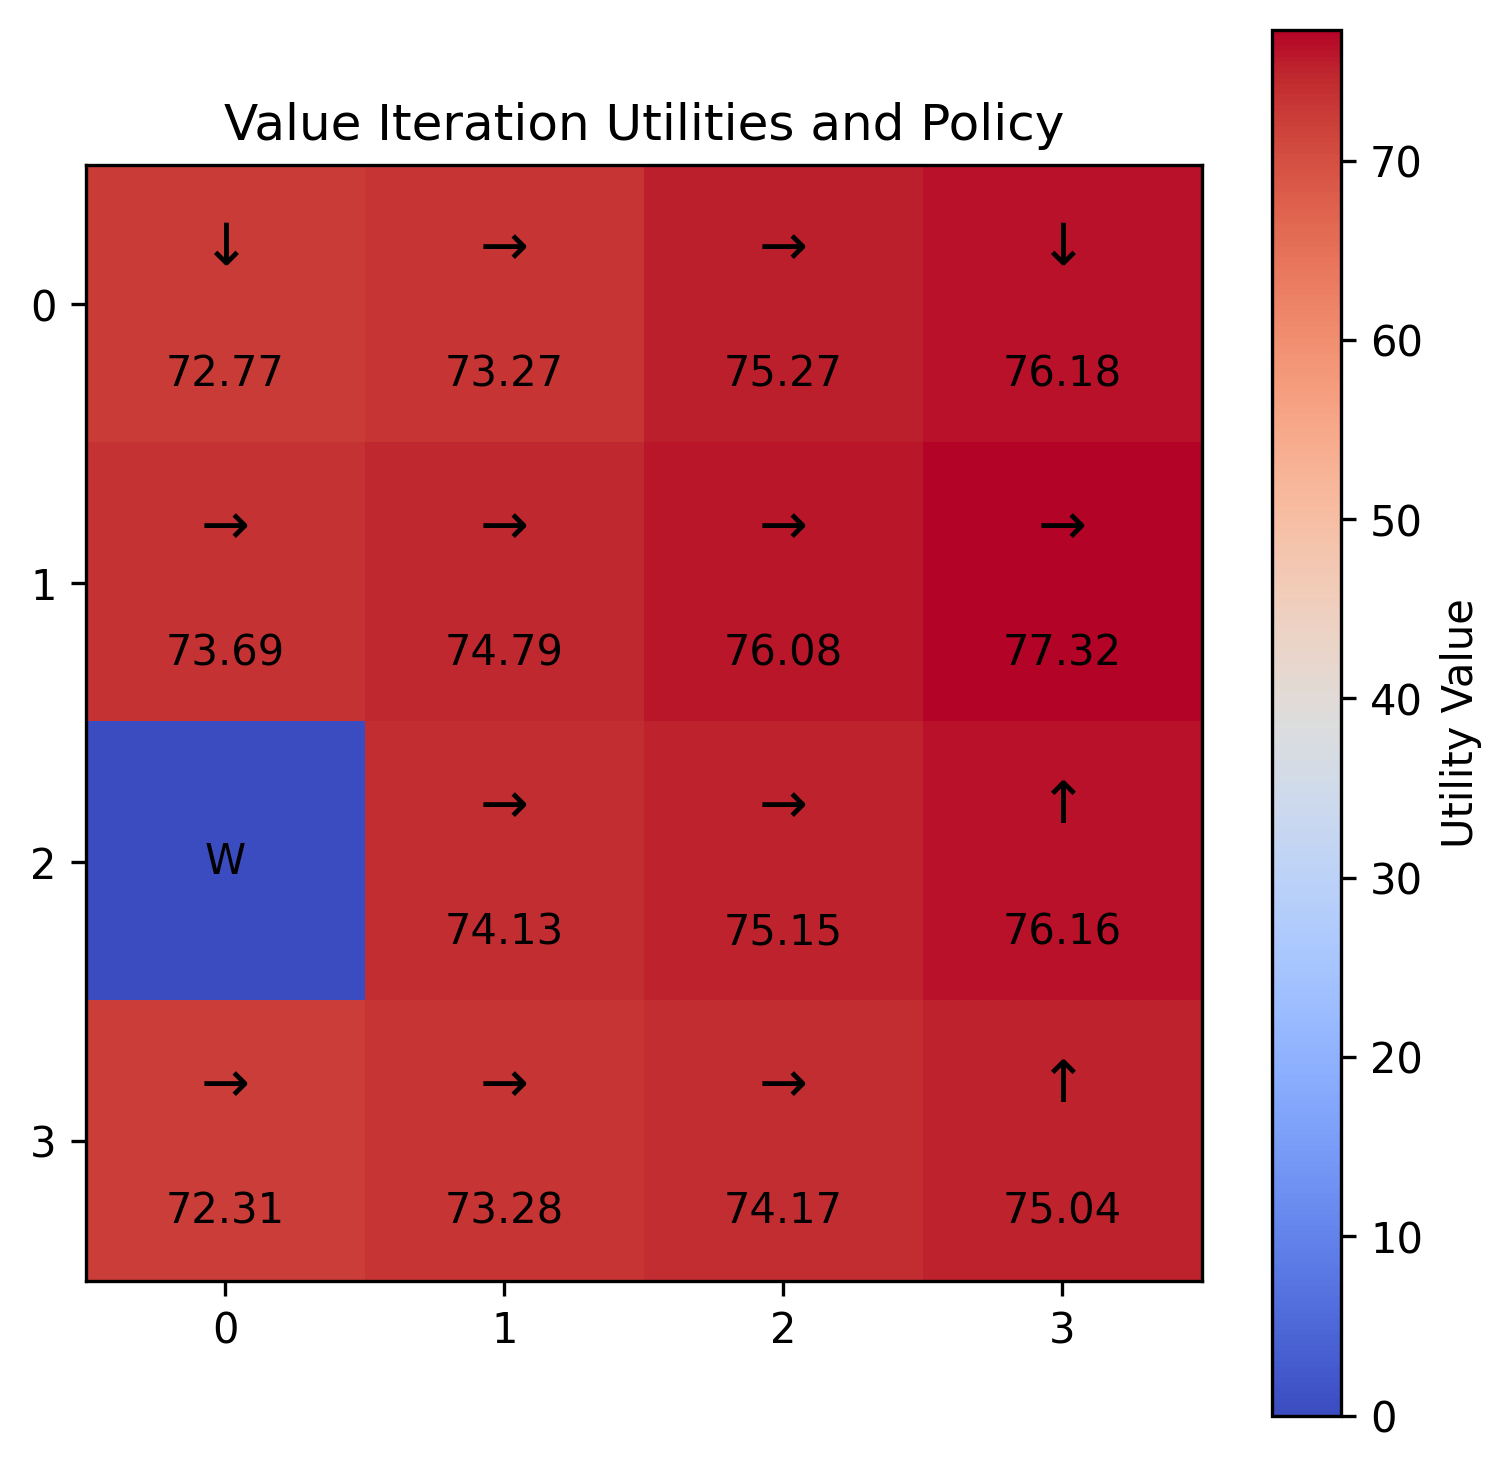 Value Iteration Utilities and Policy
↓ → → ↓
0
72.77 73.27 75.27 76.18
→ → → →
1
73.69 74.79 76.08 77.32
→ → ↑
2
W
74.13 75.15 76.16
→ → → ↑
3
72.31 73.28 74.17 75.04
0 1 2 3
70
60
50
40
30
20
10
0
Utility Value